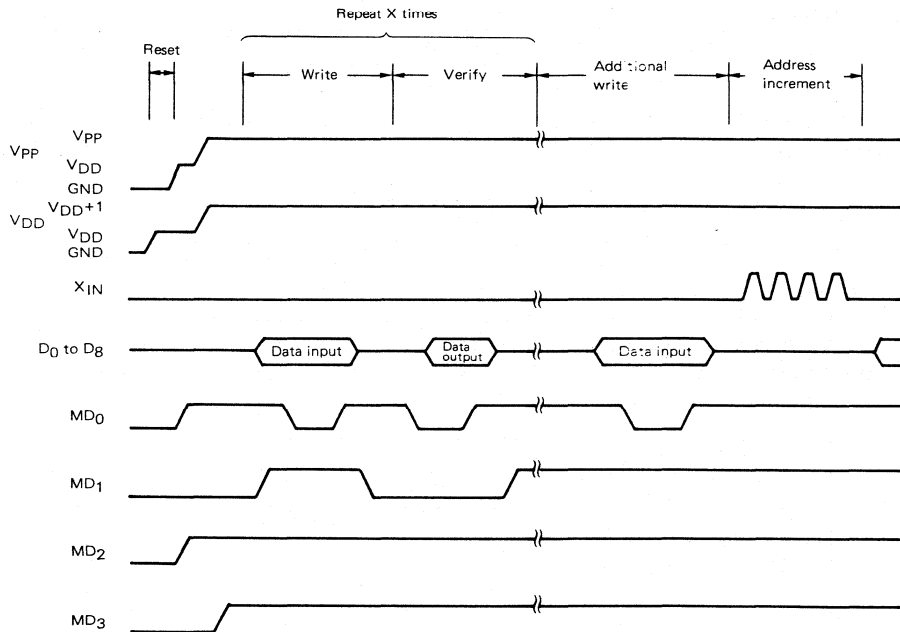 Repeat X times
Reset
Write
Verify
Additional
write
Address
increment
VPP
VPP
VDD
GND
VDD
VDD+1
VDD
GND
XIN
D0 to D8
Data input
Data
output
Data input
MD0
MD1
MD2
MD3